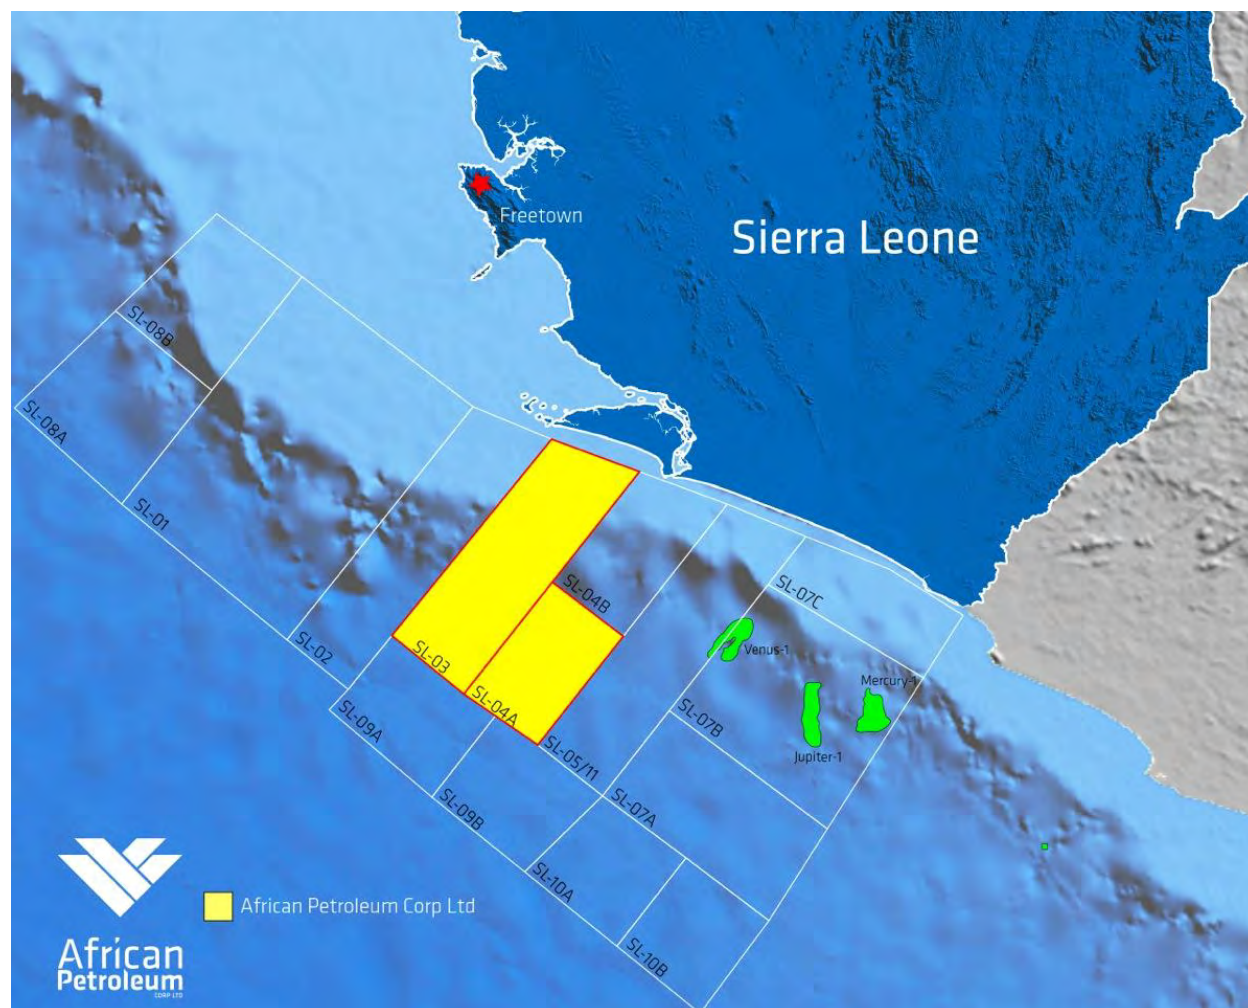 Freetown
Sierra Leone
SL-08B
SL-08A
SL-01
SL-02
SL-03
SL-04B
SL-04A
SL-05/11
SL-07C
Venus-1
Mercury-1
SL-07B
Jupiter-1
SL-07A
SL-09A
SL-09B
SL-10A
SL-10B
African Petroleum Corp Ltd
African
Petroleum
CORP LTD